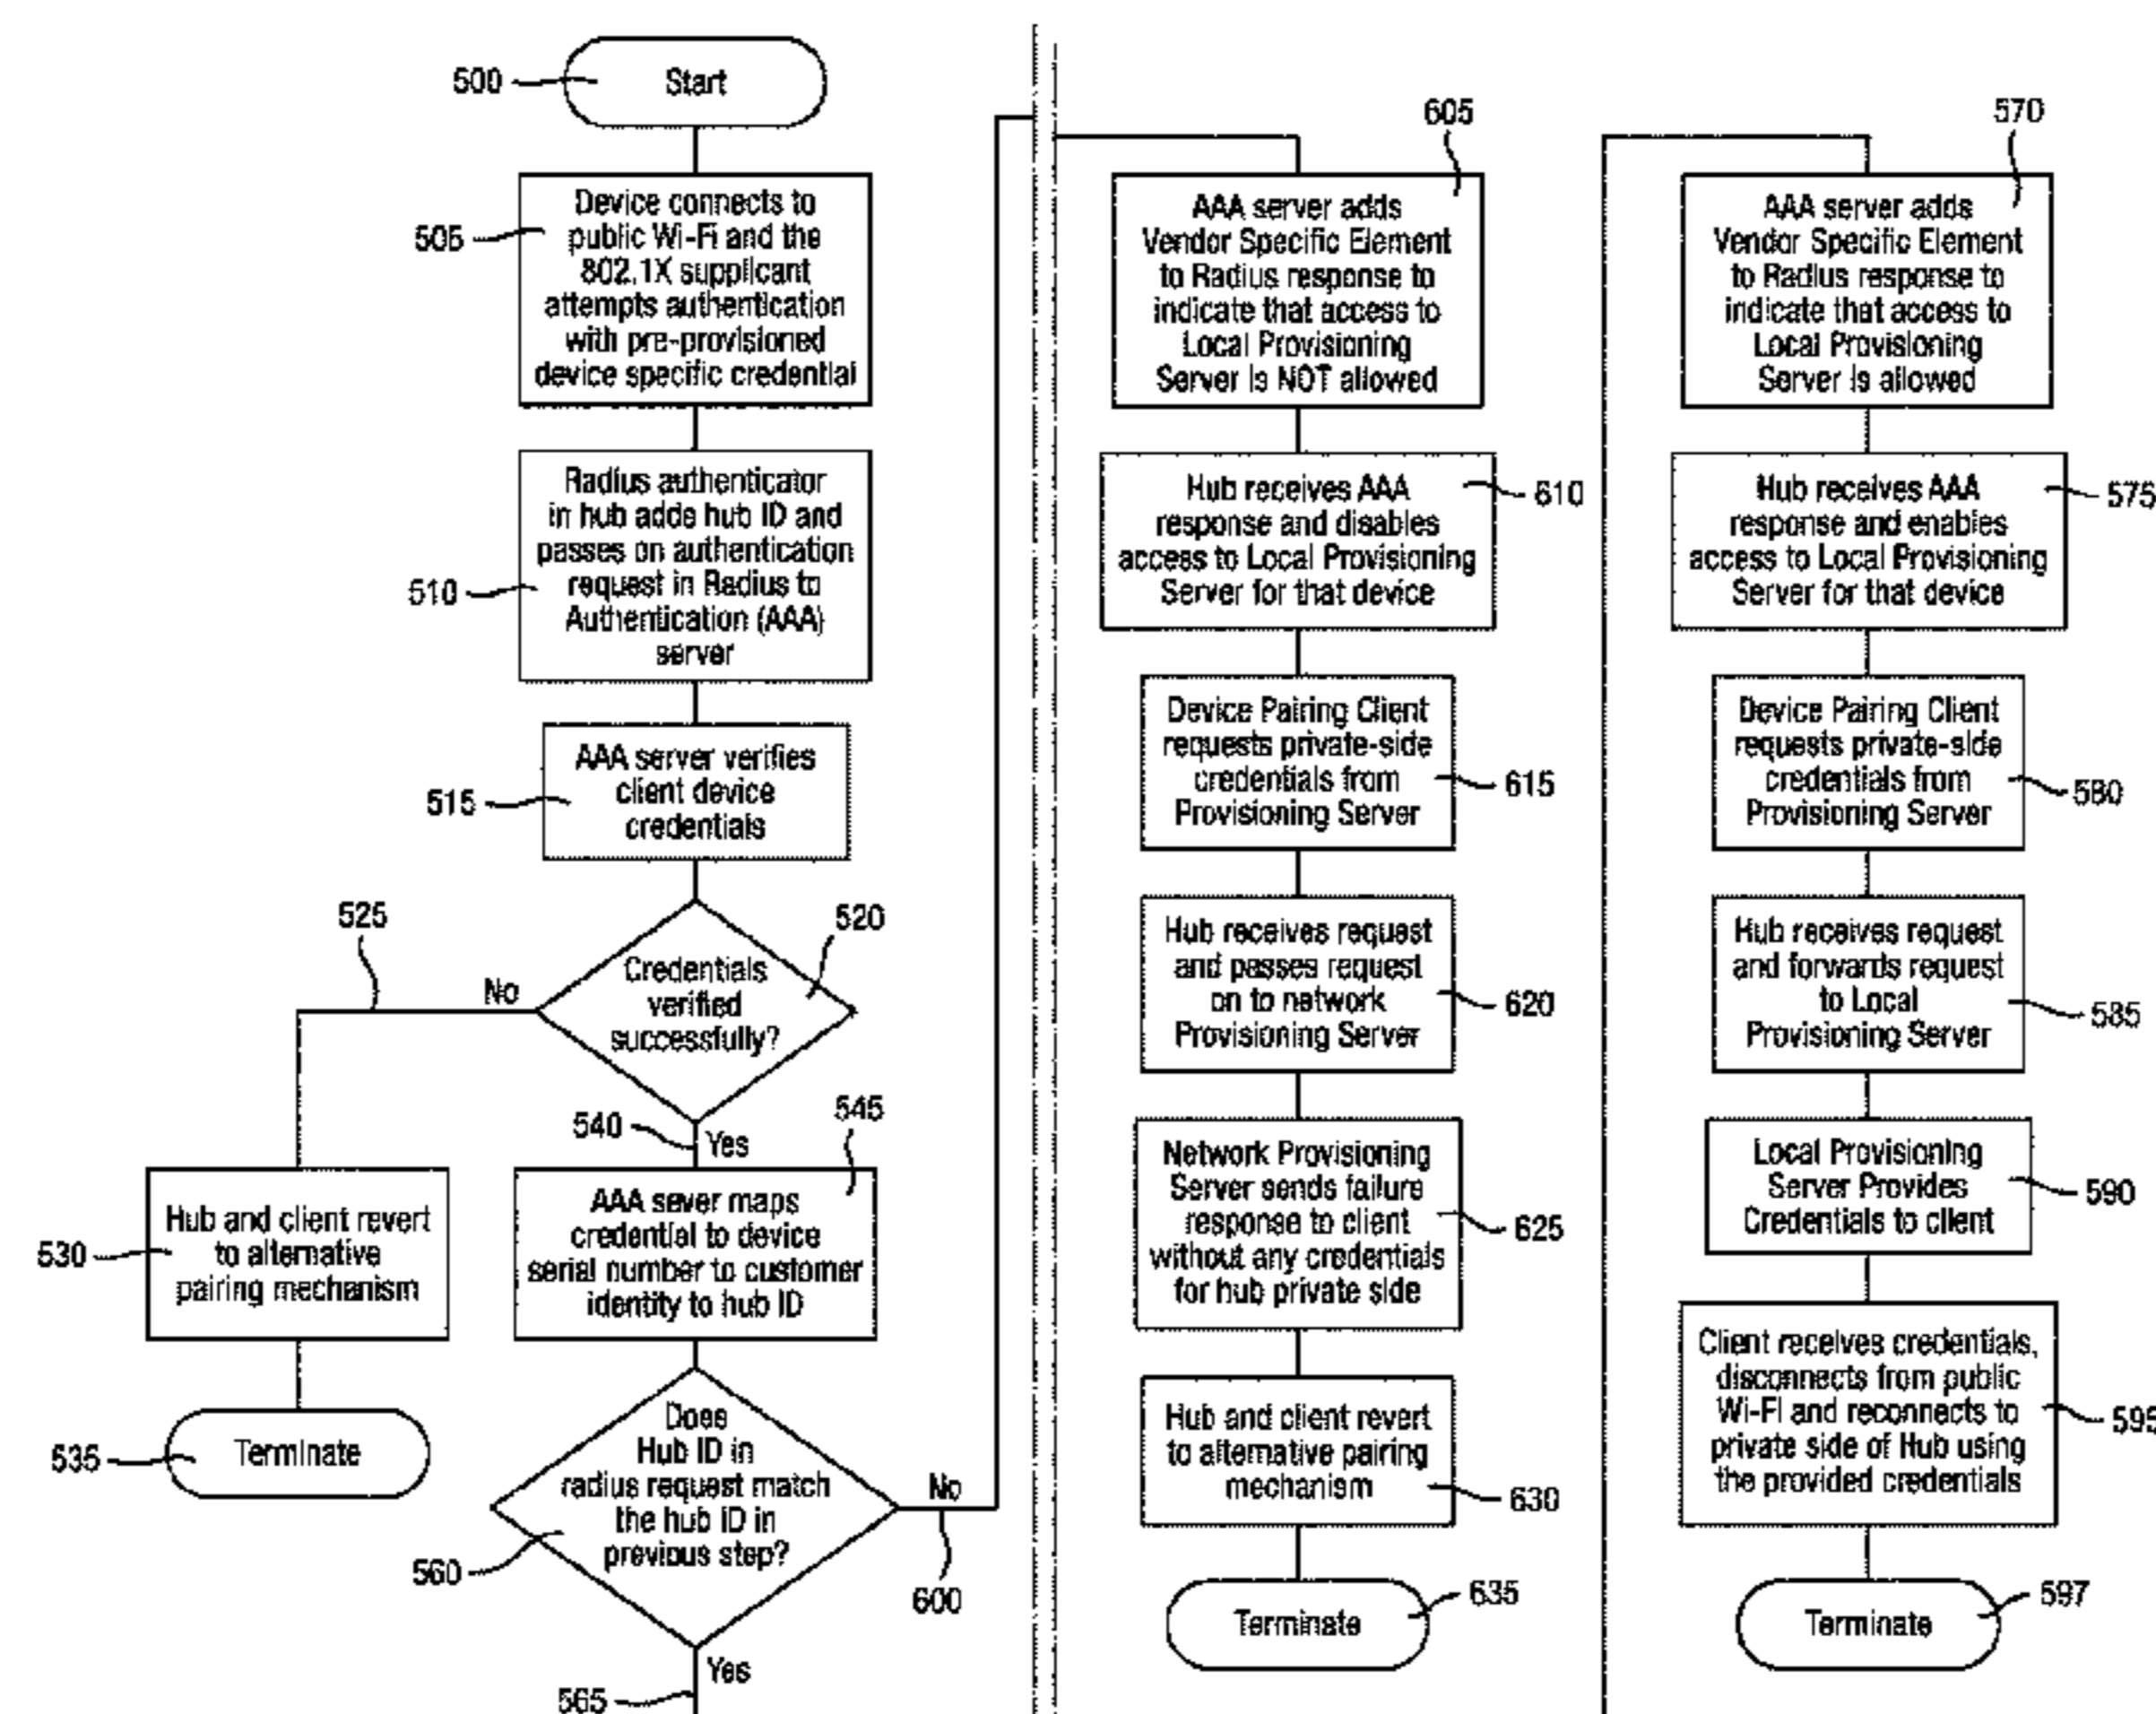 500
Start
505
Device connects to
public Wi-Fi and the
802.1X supplicant
attempts authentication
with pre-provisioned
device specific credential
510
Radius authenticator
in hub adde hub ID and
passes on authentication
request in Radius to
Authentication (AAA)
server
515
AAA server verifies
client device
credentials
520
Credentials
verified
successfully?
525
No
530
Hub and client revert
to alternative
pairing mechanism
535
Terminate
540
Yes
545
AAA sever maps
credential to device
serial number to customer
identity to hub ID
560
Does
Hub ID in
radius request match
the hub ID in
previous step?
No
600
Yes
565
605
AAA server adds
Vendor Specific Element
to Radius response to
indicate that access to
Local Provisioning
Server is NOT allowed
610
Hub receives AAA
response and disables
access to Local Provisioning
Server for that device
615
Device Pairing Client
requests private-side
credentials from
Provisioning Server
620
Hub receives request
and passes request
on to network
Provisioning Server
625
Network Provisioning
Server sends failure
response to client
without any credentials
for hub private side
630
Hub and client revert
to alternative pairing
mechanism
635
Terminate
570
AAA server adds
Vendor Specific Element
to Radius response to
indicate that access to
Local Provisioning
Server is allowed
575
Hub receives AAA
response and enables
access to Local Provisioning
Server for that device
580
Device Pairing Client
requests private-side
credentials from
Provisioning Server
585
Hub receives request
and forwards request
to Local
Provisioning Server
590
Local Provisioning
Server Provides
Credentials to client
595
Client receives credentials,
disconnects from public
Wi-Fi and reconnects to
private side of Hub using
the provided credentials
597
Terminate